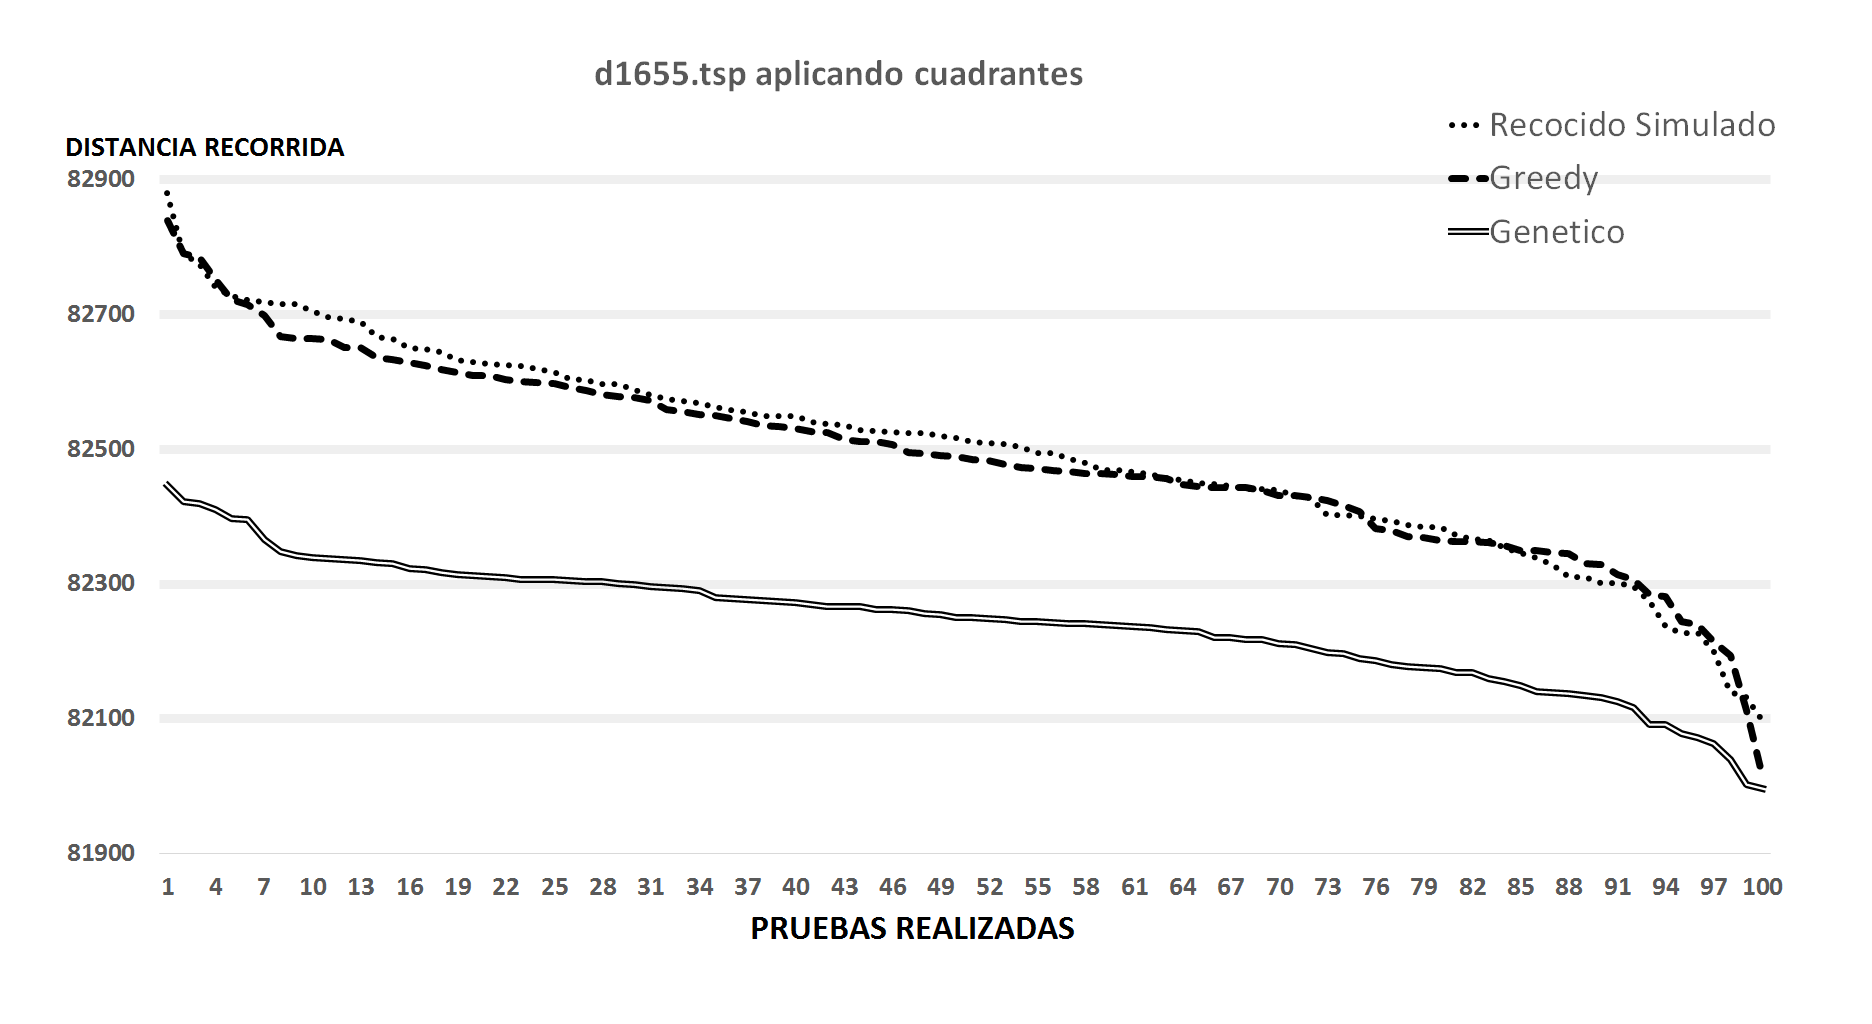 d1655.tsp aplicando cuadrantes
Recocido Simulado
Greedy
Genetico
DISTANCIA RECORRIDA
82900
82700
82500
82300
82100
81900
1 4 7 10 13 16 19 22 25 28 31 34 37 40 43 46 49 52 55 58 61 64 67 70 73 76 79 82 85 88 91 94 97 100
PRUEBAS REALIZADAS